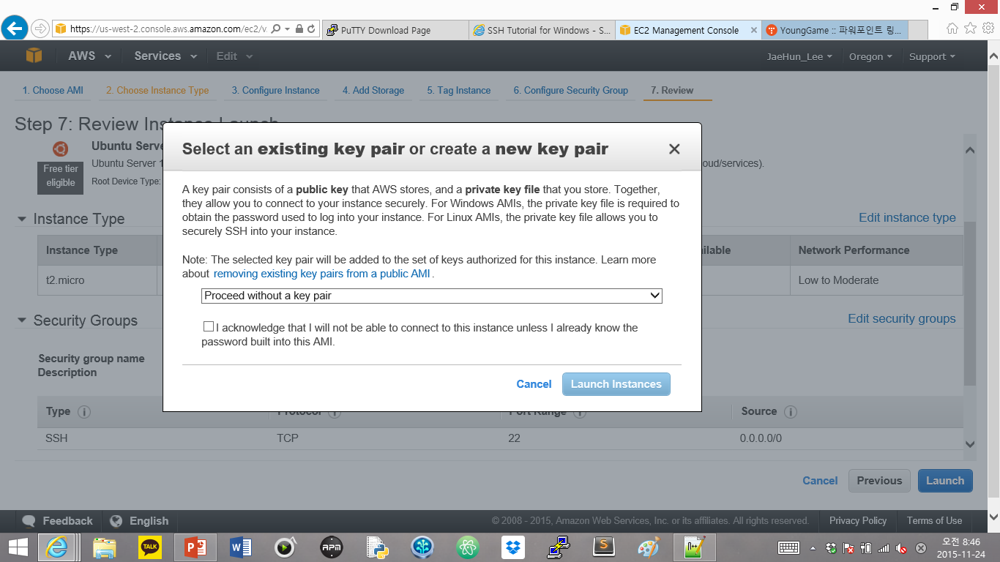 https://us-west-2.console.aws.amazon.com/ec2/v.
PuTTY Download Page
SSH Tutorial for Windows - S...
EC2 Management Console
YoungGame :: 파워포인트 링...
AWS
Services
Edit
JaeHun_Lee
Oregon
Support
1. Choose AMI
2. Choose Instance Type
3. Configure Instance
4. Add Storage
5. Tag Instance
6. Configure Security Group
7. Review
Step 7: Review Instance Launch
Ubuntu Serve
Free tier eligible
Ubuntu Server 1
oud/services).
Root Device Type:
Select an existing key pair or create a new key pair
A key pair consists of a public key that AWS stores, and a private key file that you store. Together,
they allow you to connect to your instance securely. For Windows AMIs, the private key file is required to
obtain the password used to log into your instance. For Linux AMIs, the private key file allows you to
securely SSH into your instance.
Note: The selected key pair will be added to the set of keys authorized for this instance. Learn more
about removing existing key pairs from a public AMI.
Proceed without a key pair
I acknowledge that I will not be able to connect to this instance unless I already know the
password built into this AMI.
Cancel
Launch Instances
Instance Type
Edit instance type
Instance Type
ilable
Network Performance
t2.micro
Low to Moderate
Security Groups
Edit security groups
Security group name
Description
Type
Protocol
Port Range
Source
SSH
TCP
22
0.0.0.0/0
Cancel
Previous
Launch
Feedback
English
© 2008 - 2015, Amazon Web Services, Inc. or its affiliates. All rights reserved.
Privacy Policy
Terms of Use
TALK
APM
오전 8:46
2015-11-24